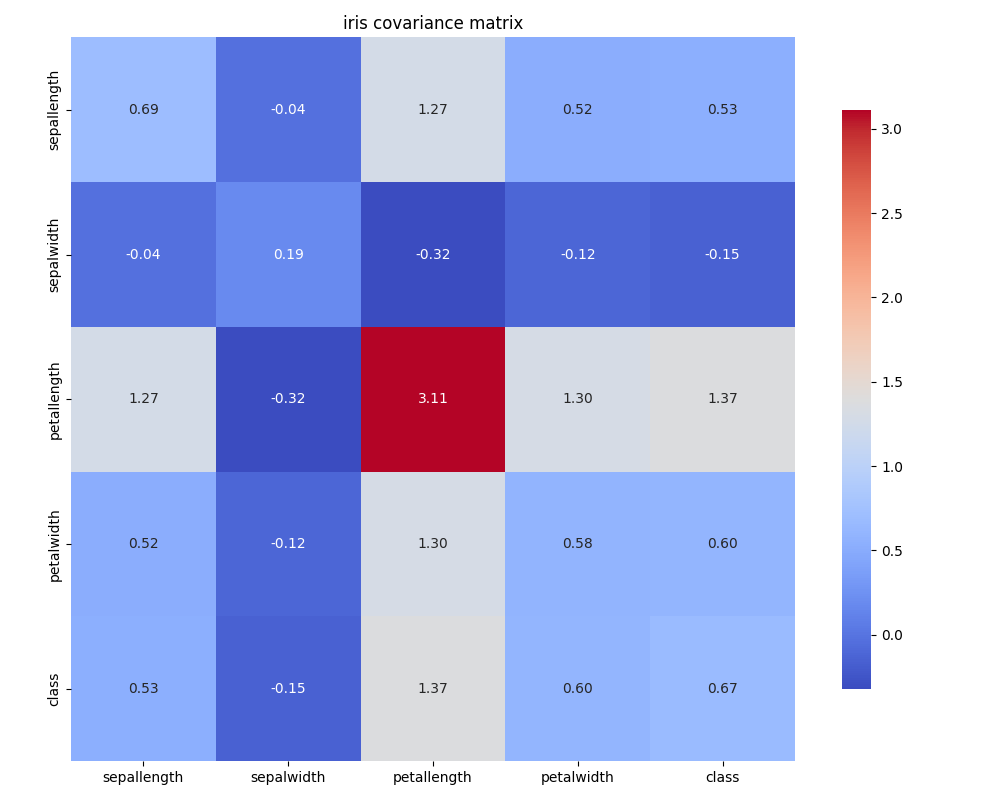 iris covariance matrix
sepallength 0.69 -0.04 1.27 0.52 0.53
sepalwidth -0.04 0.19 -0.32 -0.12 -0.15
petallength 1.27 -0.32 3.11 1.30 1.37
petalwidth 0.52 -0.12 1.30 0.58 0.60
class 0.53 -0.15 1.37 0.60 0.67
sepallength sepalwidth petallength petalwidth class
3.0
2.5
2.0
1.5
1.0
0.5
0.0